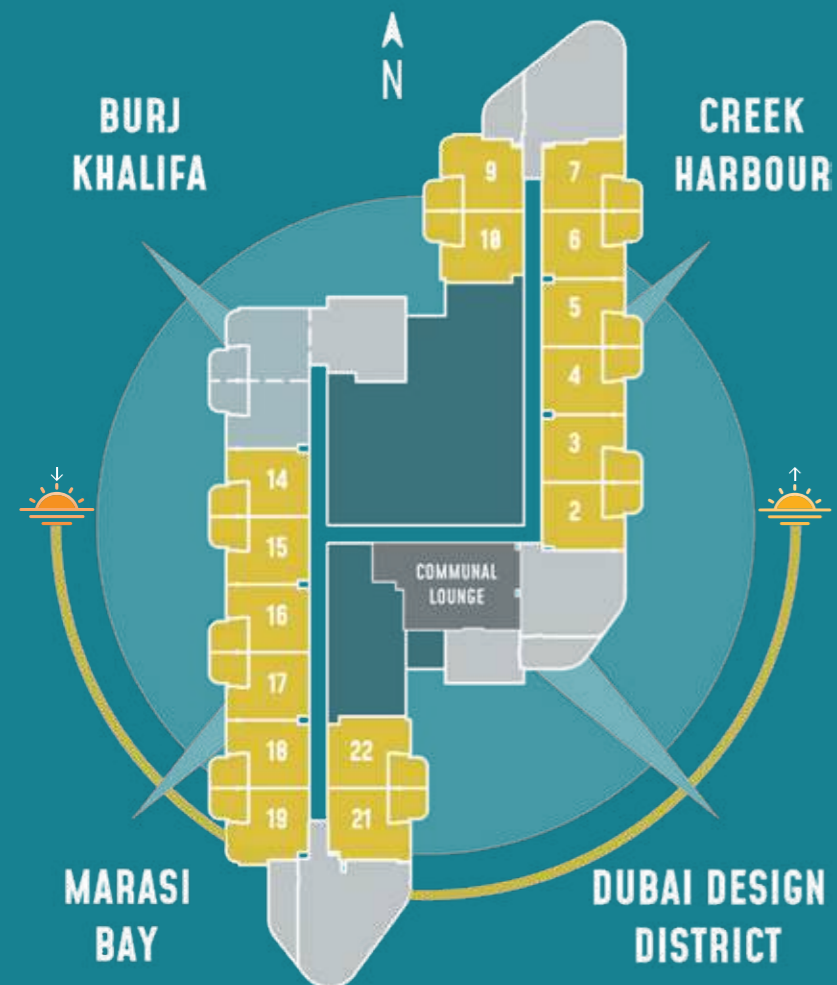 N
BURJ
KHALIFA
CREEK
HARBOUR
9
7
10
6
5
4
3
2
14
15
16
17
18
19
22
21
COMMUNAL
LOUNGE
MARASI
BAY
DUBAI DESIGN
DISTRICT